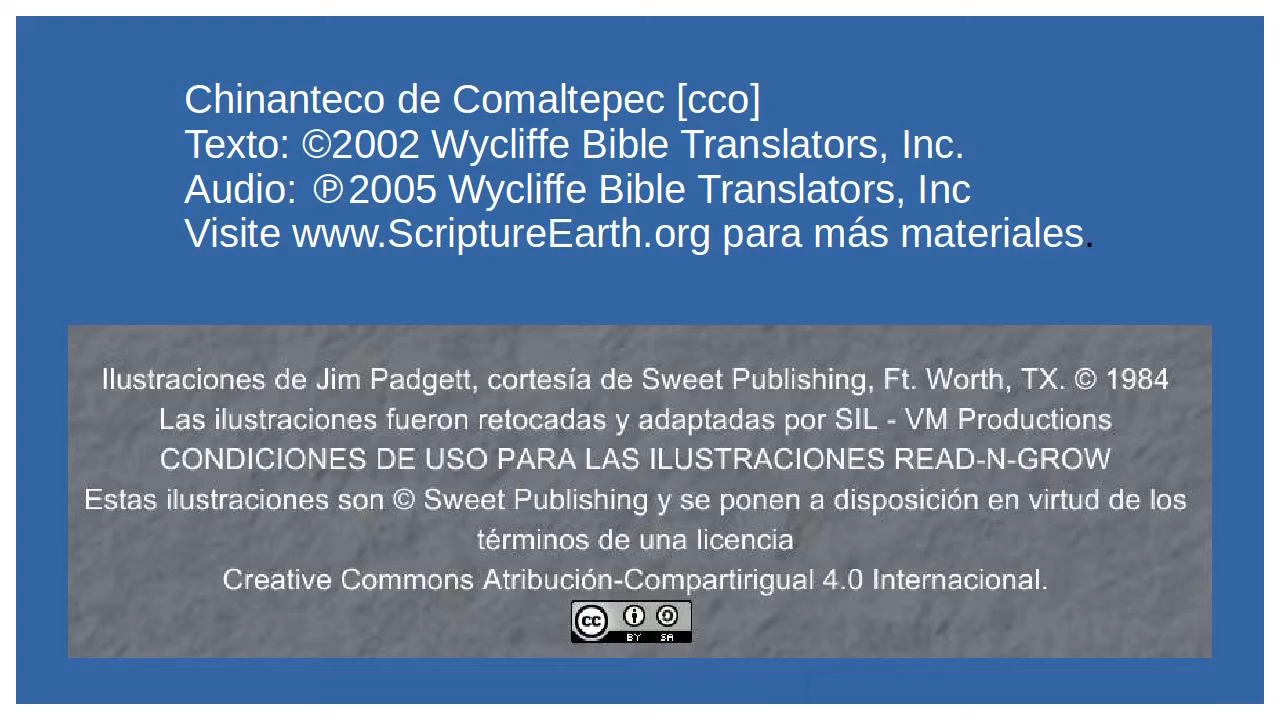 Chinanteco de Comaltepec [cco]
Texto: ©2002 Wycliffe Bible Translators, Inc.
Audio: ℗2005 Wycliffe Bible Translators, Inc
Visite www.ScriptureEarth.org para más materiales.
Ilustraciones de Jim Padgett, cortesía de Sweet Publishing, Ft. Worth, TX. © 1984
Las ilustraciones fueron retocadas y adaptadas por SIL - VM Productions
CONDICIONES DE USO PARA LAS ILUSTRACIONES READ-N-GROW
Estas ilustraciones son © Sweet Publishing y se ponen a disposición en virtud de los
términos de una licencia
Creative Commons Atribución-Compartirigual 4.0 Internacional.
cc BY SA